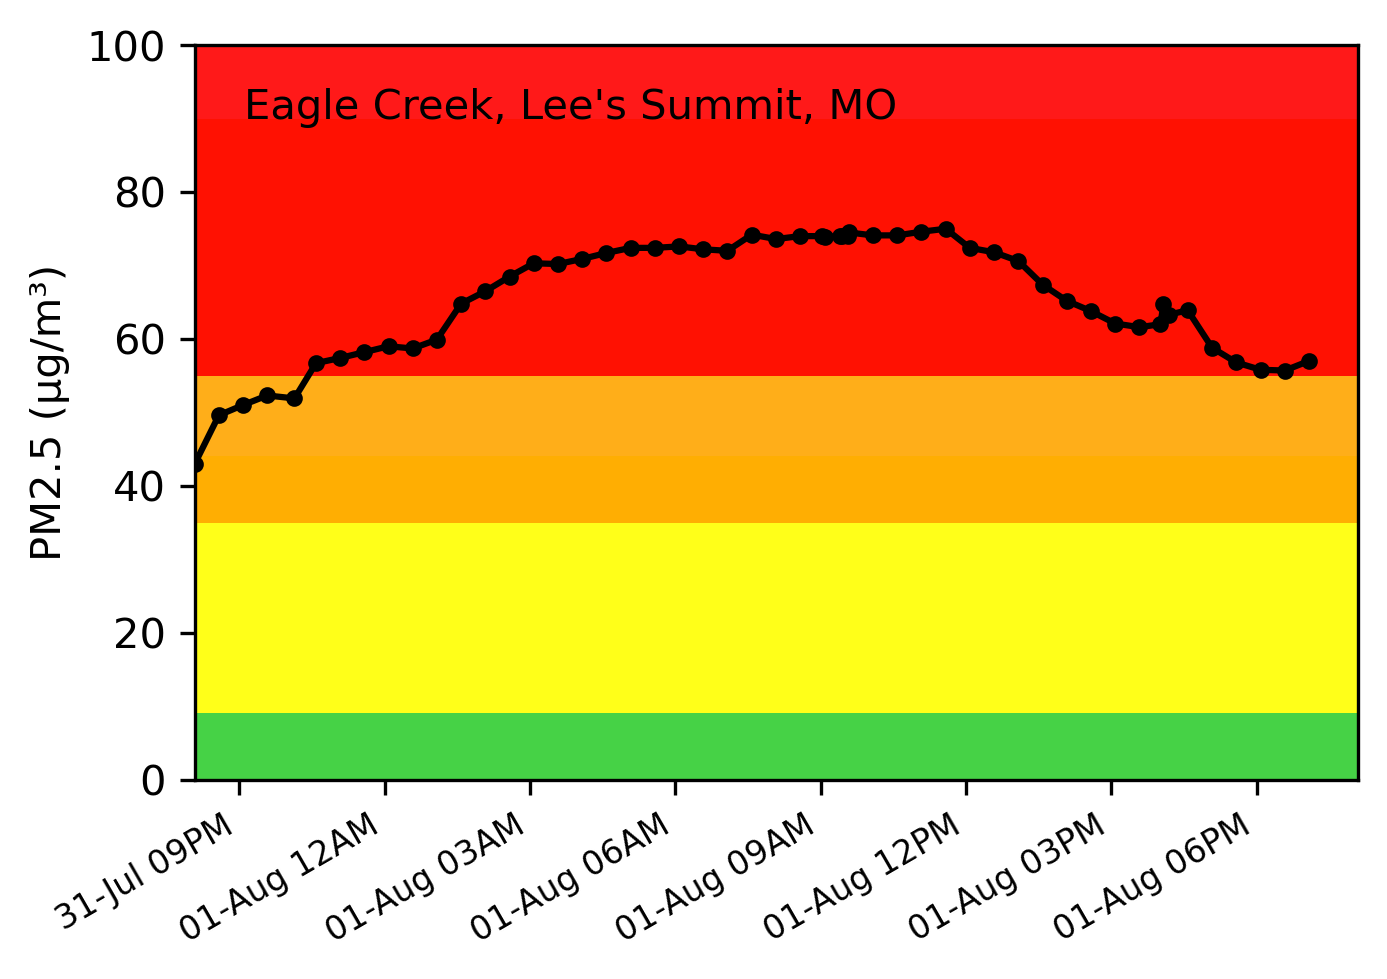 Eagle Creek, Lee's Summit, MO
PM2.5 (µg/m³)
100
80
60
40
20
0
31-Jul 09PM
01-Aug 12AM
01-Aug 03AM
01-Aug 06AM
01-Aug 09AM
01-Aug 12PM
01-Aug 03PM
01-Aug 06PM